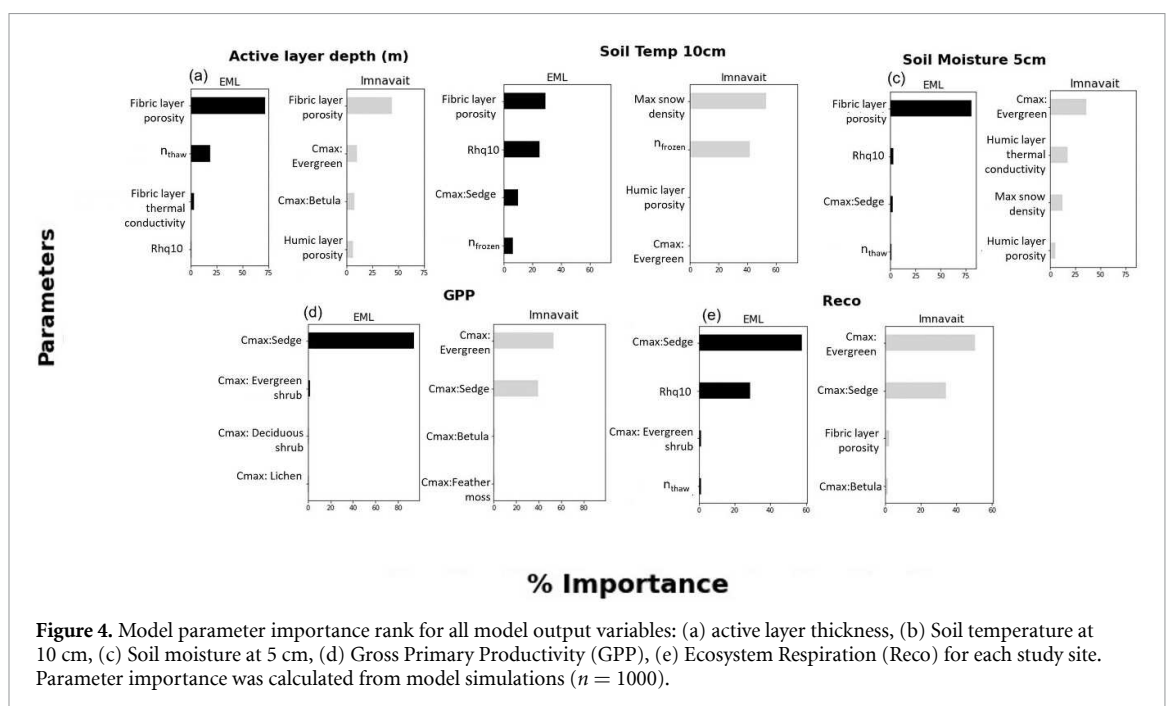 Active layer depth (m)
Soil Temp 10cm
Soil Moisture 5cm
(a)
EML
Fibric layer
porosity
n_thaw
Fibric layer
thermal
conductivity
Rhq10
0 25 50 75
Imnavait
Fibric layer
porosity
Cmax:
Evergreen
Cmax:Betula
Humic layer
porosity
0 25 50 75
EML
Fibric layer
porosity
Rhq10
Cmax:Sedge
n_frozen
0 20 40 60
Imnavait
Max snow
density
n_frozen
Humic layer
porosity
Cmax:
Evergreen
0 20 40 60
(c)
EML
Fibric layer
porosity
Rhq10
Cmax:Sedge
n_thaw
0 25 50 75
Imnavait
Cmax:
Evergreen
Humic layer
thermal
conductivity
Max snow
density
Humic layer
porosity
0 25 50 75
Parameters
GPP
Reco
(d)
EML
Cmax:Sedge
Cmax: Evergreen
shrub
Cmax: Deciduous
shrub
Cmax: Lichen
0 20 40 60 80
Imnavait
Cmax:
Evergreen
Cmax:Sedge
Cmax:Betula
Cmax:Feather
moss
0 20 40 60 80
(e)
EML
Cmax:Sedge
Rhq10
Cmax: Evergreen
shrub
n_thaw
0 20 40 60
Imnavait
Cmax:
Evergreen
Cmax:Sedge
Fibric layer
porosity
Cmax:Betula
0 20 40 60
% Importance
Figure 4. Model parameter importance rank for all model output variables: (a) active layer thickness, (b) Soil temperature at
10 cm, (c) Soil moisture at 5 cm, (d) Gross Primary Productivity (GPP), (e) Ecosystem Respiration (Reco) for each study site.
Parameter importance was calculated from model simulations (n = 1000).